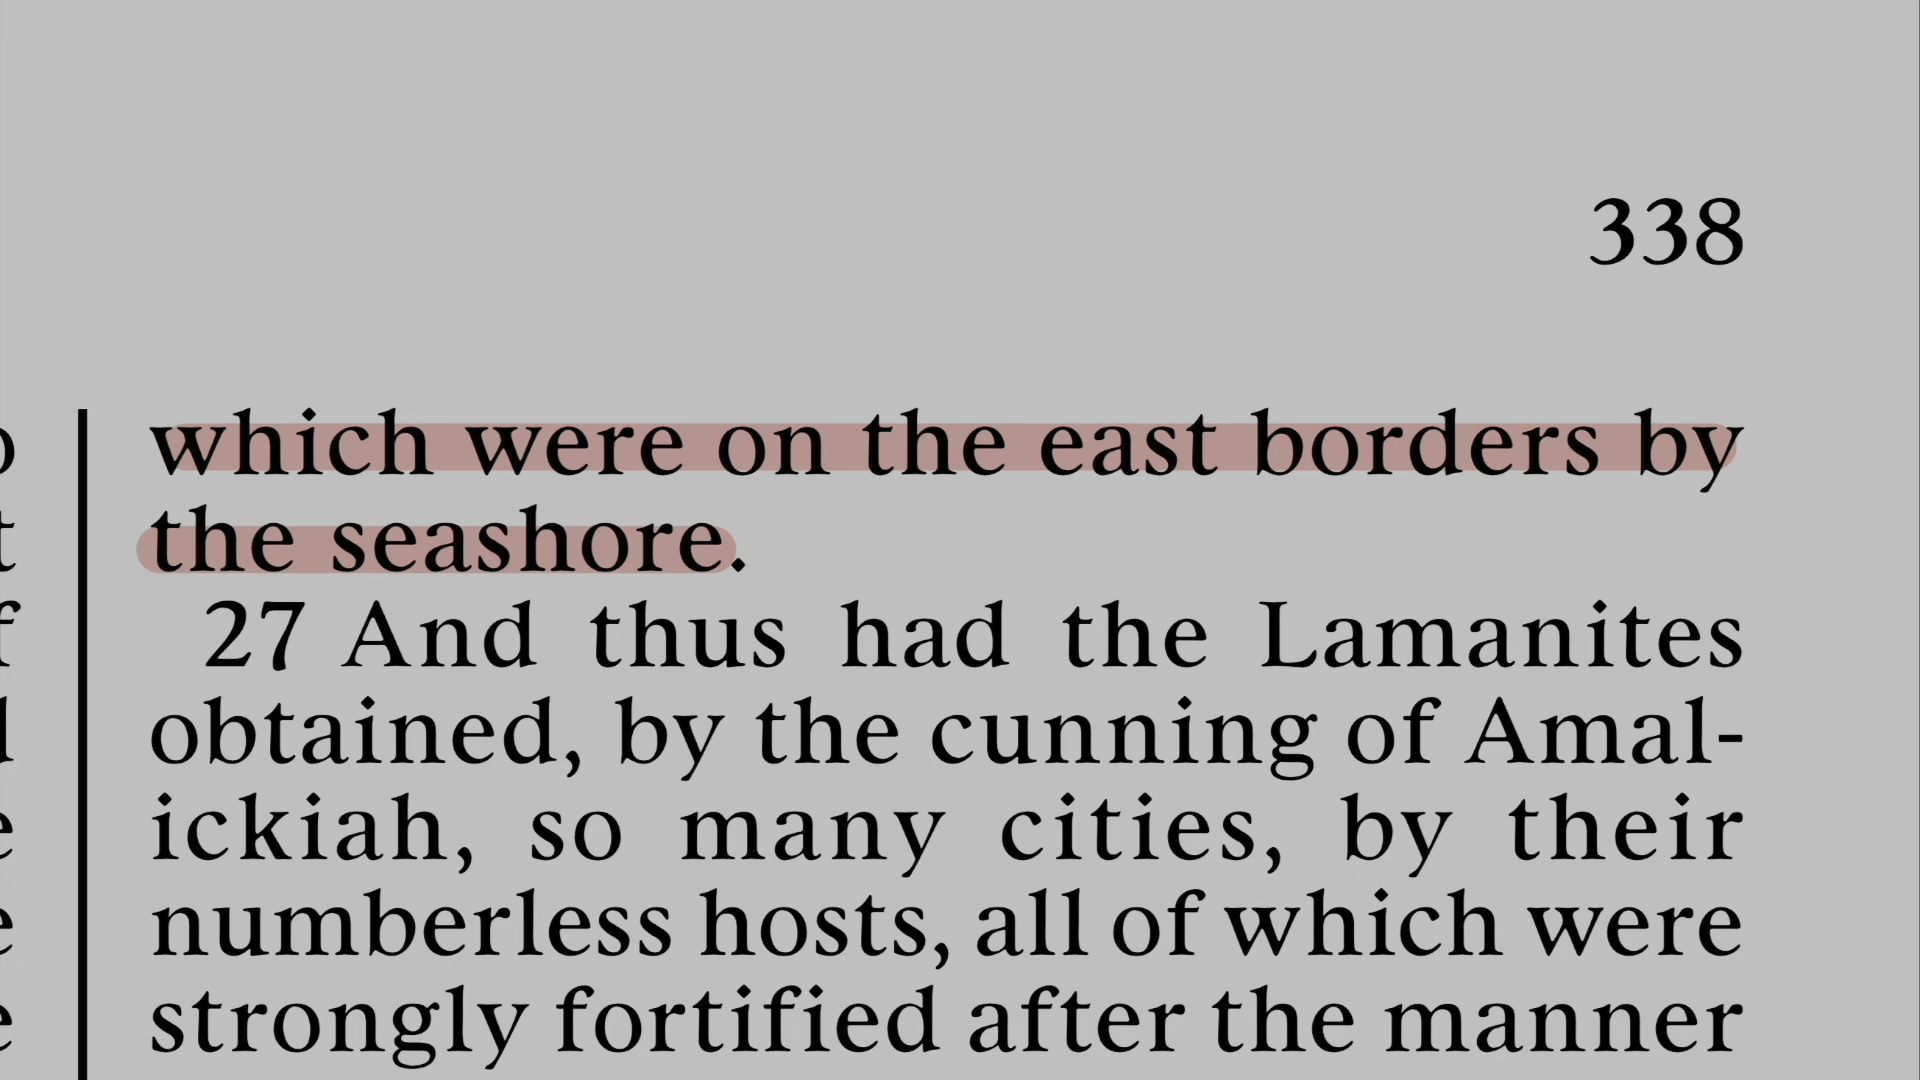 338
which were on the east borders by
the seashore.
27 And thus had the Lamanites
obtained, by the cunning of Amal-
ickiah, so many cities, by their
numberless hosts, all of which were
strongly fortified after the manner